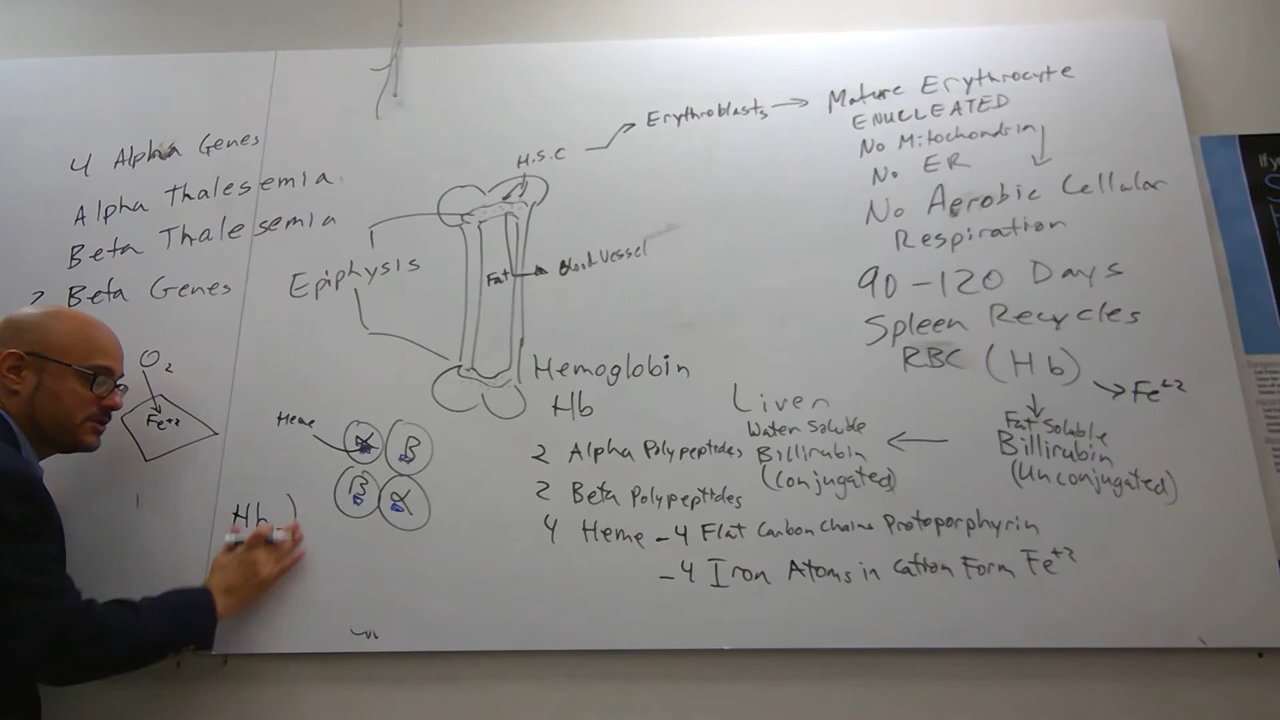 4 Alpha Genes
Alpha Thalesemia
Beta Thalesemia
2 Beta Genes
O2
Fe+2
H.S.C
Erythroblasts
Epiphysis
Fat
Blood Vessel
Heme
α
B
B
α
Hb
Hemoglobin
Hb
2 Alpha Polypeptides
2 Beta Polypeptides
4 Heme - 4 Flat Carbon Chains Protoporphyrin
- 4 Iron Atoms in Cation Form Fe+2
Mature Erythrocyte
ENUCLEATED
No Mitochondria
No ER
No Aerobic Cellular
Respiration
90-120 Days
Spleen Recycles
RBC (Hb)
Fe+2
Fat Soluble
Billirubin
(Unconjugated)
Liver
Water Soluble
Billirubin
(Conjugated)
If